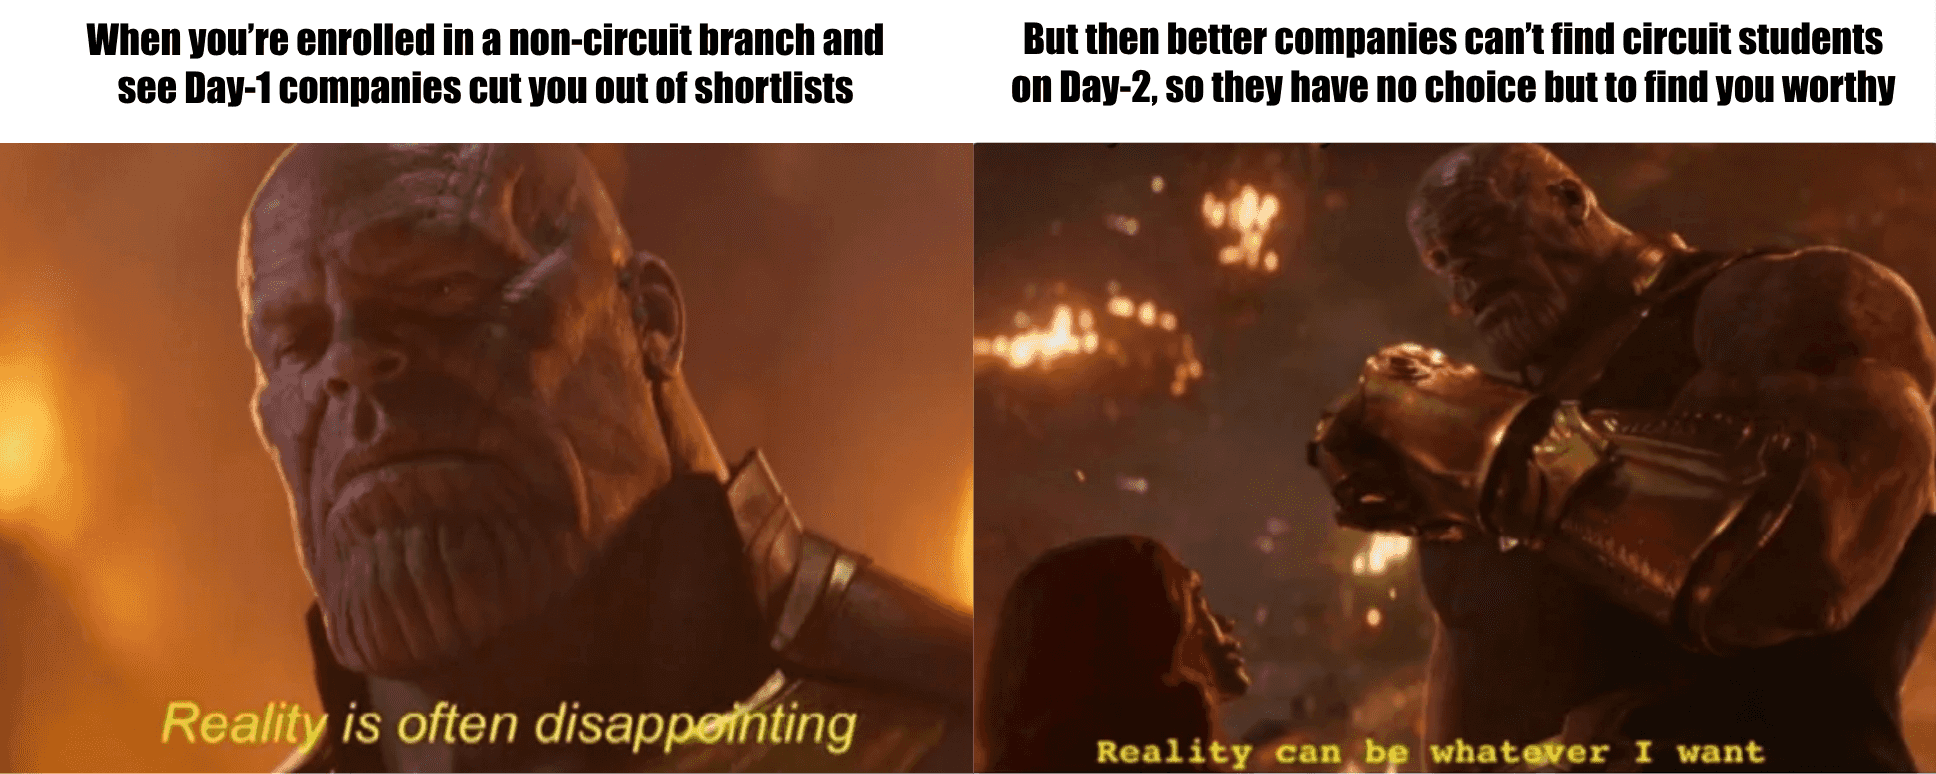 When you’re enrolled in a non-circuit branch and
see Day-1 companies cut you out of shortlists
But then better companies can’t find circuit students
on Day-2, so they have no choice but to find you worthy
Reality is often disappointing
Reality can be whatever I want